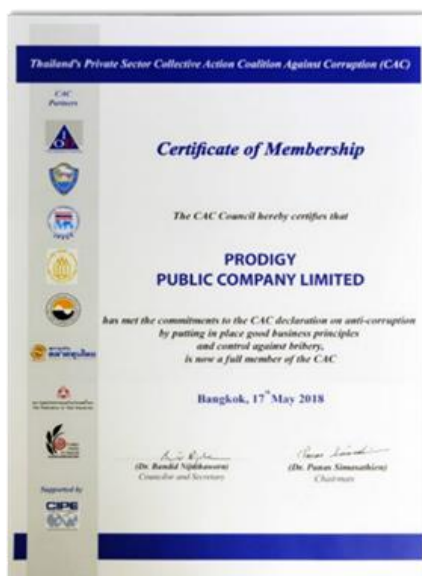 Thailand's Private Sector Collective Action Coalition Against Corruption (CAC)
CAC
Partners
IOD
Certificate of Membership
The CAC Council hereby certifies that
PRODIGY
PUBLIC COMPANY LIMITED
has met the commitments to the CAC declaration on anti-corruption
by putting in place good business principles
and control against bribery,
is now a full member of the CAC
Bangkok, 17th May 2018
(Dr. Bandid Nijathaworn)
Councilor and Secretary
(Dr. Panas Simasathien)
Chairman
Supported by
CIPE